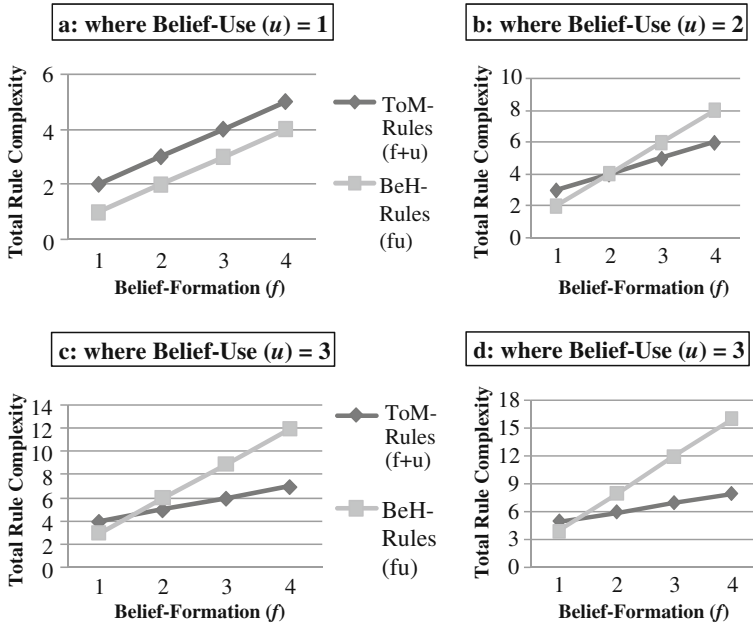 a: where Belief-Use (u) = 1
Total Rule Complexity
6
4
2
0
1 2 3 4
Belief-Formation (f)
ToM-
Rules
(f+u)
BeH-
Rules
(fu)
b: where Belief-Use (u) = 2
Total Rule Complexity
10
8
6
4
2
0
1 2 3 4
Belief-Formation (f)
c: where Belief-Use (u) = 3
Total Rule Complexity
14
12
10
8
6
4
2
0
1 2 3 4
Belief-Formation (f)
ToM-
Rules
(f+u)
BeH-
Rules
(fu)
d: where Belief-Use (u) = 3
Total Rule Complexity
18
15
12
9
6
3
0
1 2 3 4
Belief-Formation (f)